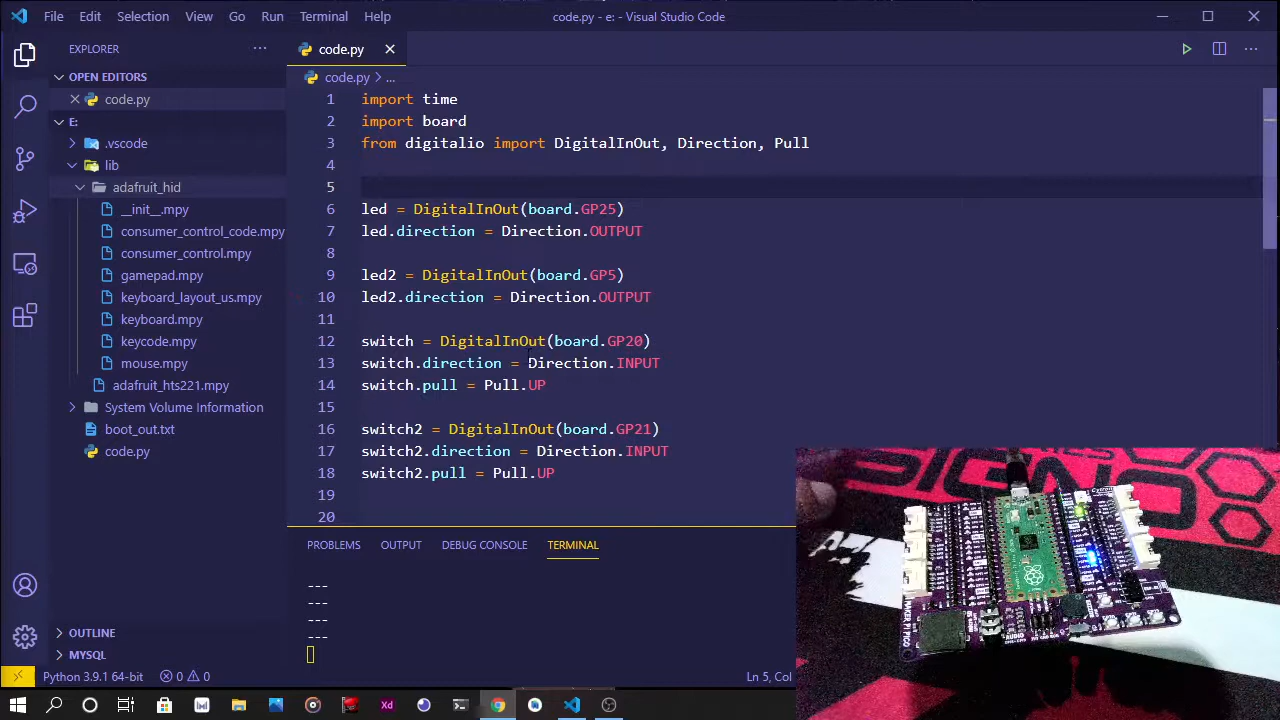 File Edit Selection View Go Run Terminal Help
code.py - e: - Visual Studio Code
EXPLORER
OPEN EDITORS
code.py
E:
.vscode
lib
adafruit_hid
__init__.mpy
consumer_control_code.mpy
consumer_control.mpy
gamepad.mpy
keyboard_layout_us.mpy
keyboard.mpy
keycode.mpy
mouse.mpy
adafruit_hts221.mpy
System Volume Information
boot_out.txt
code.py
OUTLINE
MYSQL
code.py
code.py > ...
1 import time
2 import board
3 from digitalio import DigitalInOut, Direction, Pull
4
5
6 led = DigitalInOut(board.GP25)
7 led.direction = Direction.OUTPUT
8
9 led2 = DigitalInOut(board.GP5)
10 led2.direction = Direction.OUTPUT
11
12 switch = DigitalInOut(board.GP20)
13 switch.direction = Direction.INPUT
14 switch.pull = Pull.UP
15
16 switch2 = DigitalInOut(board.GP21)
17 switch2.direction = Direction.INPUT
18 switch2.pull = Pull.UP
19
20
PROBLEMS OUTPUT DEBUG CONSOLE TERMINAL
---
---
---
---
SIGNO
AUDIO
Python 3.9.1 64-bit 0 0
Ln 5, Col
Xd